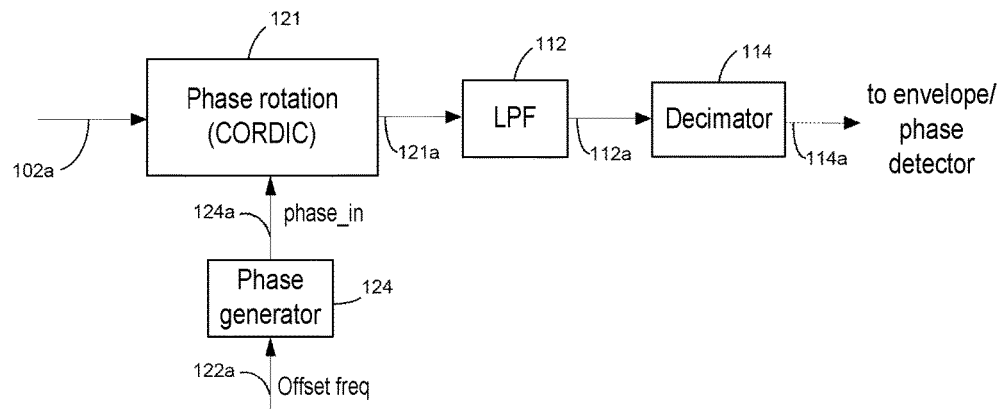 121
Phase rotation
(CORDIC)
112
LPF
114
Decimator
to envelope/
phase
detector
102a
121a
112a
114a
124a
phase_in
Phase
generator
124
122a
Offset freq